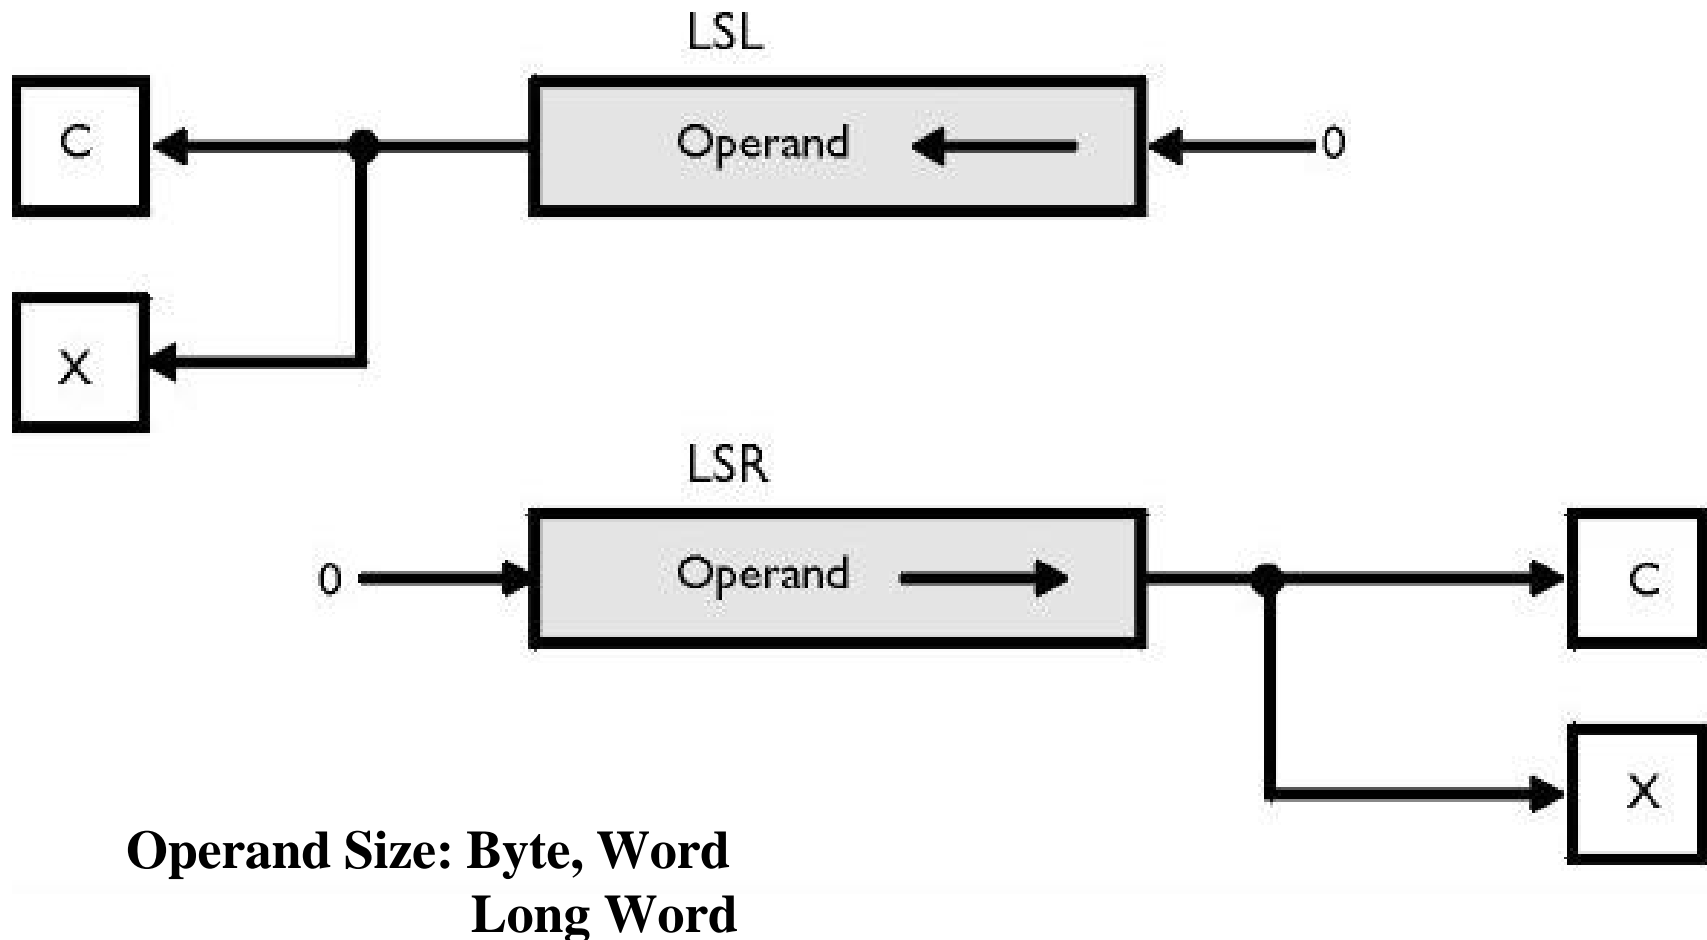 LSL
C
Operand
0
X
LSR
0
Operand
C
X
Operand Size: Byte, Word
Long Word